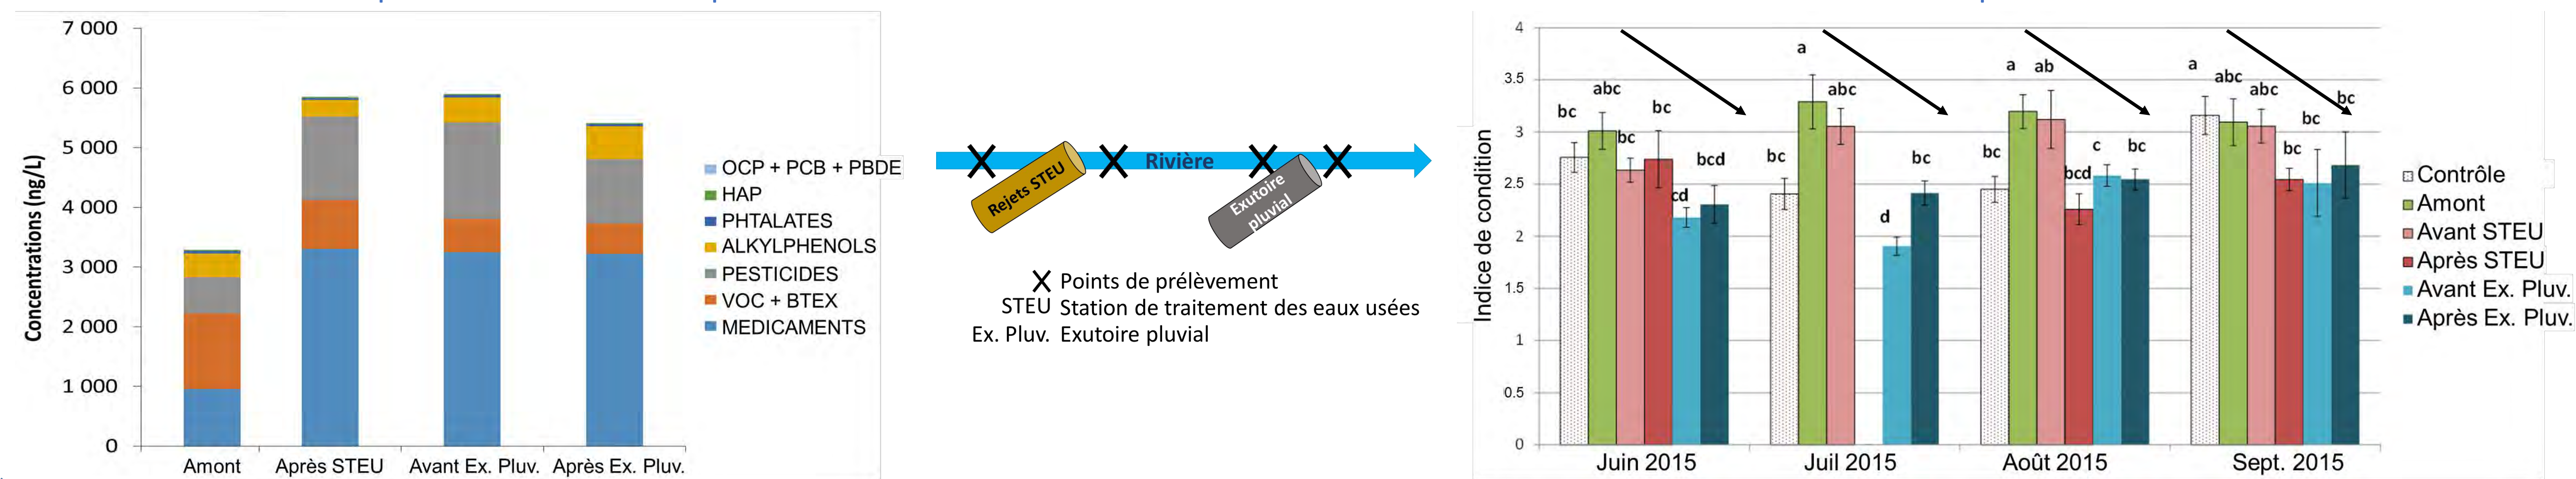 7 000
6 000
5 000
4 000
3 000
2 000
1 000
0
Concentrations (ng/L)
Amont
Après STEU
Avant Ex. Pluv.
Après Ex. Pluv.
OCP + PCB + PBDE
HAP
PHTALATES
ALKYLPHENOLS
PESTICIDES
VOC + BTEX
MEDICAMENTS
Rivière
Rejets STEU
Exutoire
pluvial
X Points de prélèvement
STEU Station de traitement des eaux usées
Ex. Pluv. Exutoire pluvial
4
3.5
3
2.5
2
1.5
1
0.5
0
Indice de condition
bc
abc
bc
bc
cd
bcd
bc
a
abc
d
bc
bc
a
ab
bcd
c
bc
a
abc
abc
bc
bc
bc
Juin 2015
Juil 2015
Août 2015
Sept. 2015
Contrôle
Amont
Avant STEU
Après STEU
Avant Ex. Pluv.
Après Ex. Pluv.